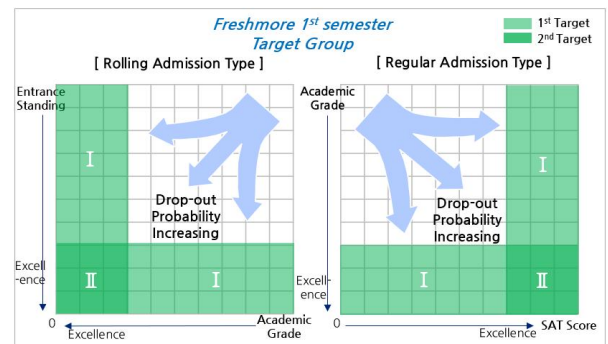 Freshmore 1st semester
Target Group
1st Target
2nd Target
[ Rolling Admission Type ]
[ Regular Admission Type ]
Entrance
Standing
I
Drop-out
Probability
Increasing
Excell
-ence
II
I
0
Excellence
Academic
Grade
Academic
Grade
I
Drop-out
Probability
Increasing
Excell-
ence
I
II
0
Excellence
SAT Score